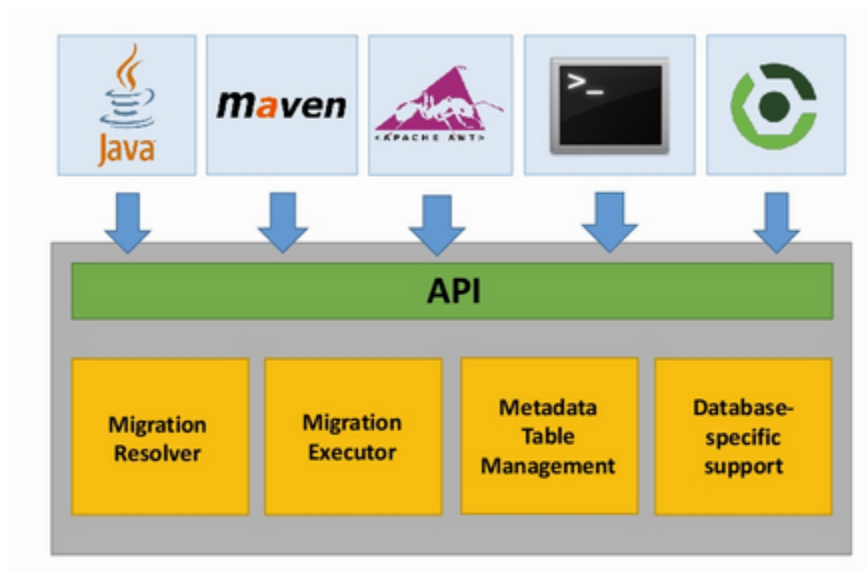 Java
maven
<APACHE ANT>
>_
API
Migration
Resolver
Migration
Executor
Metadata
Table
Management
Database-
specific
support